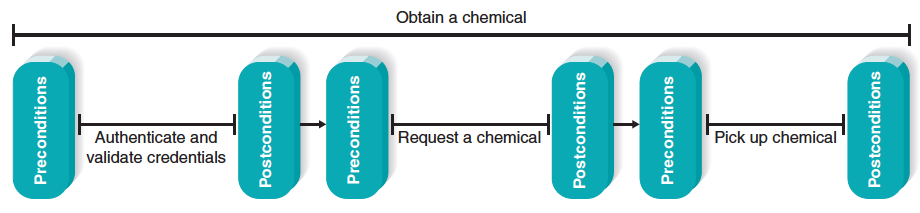 Obtain a chemical
Preconditions
Authenticate and
validate credentials
Postconditions
Preconditions
Request a chemical
Postconditions
Preconditions
Pick up chemical
Postconditions